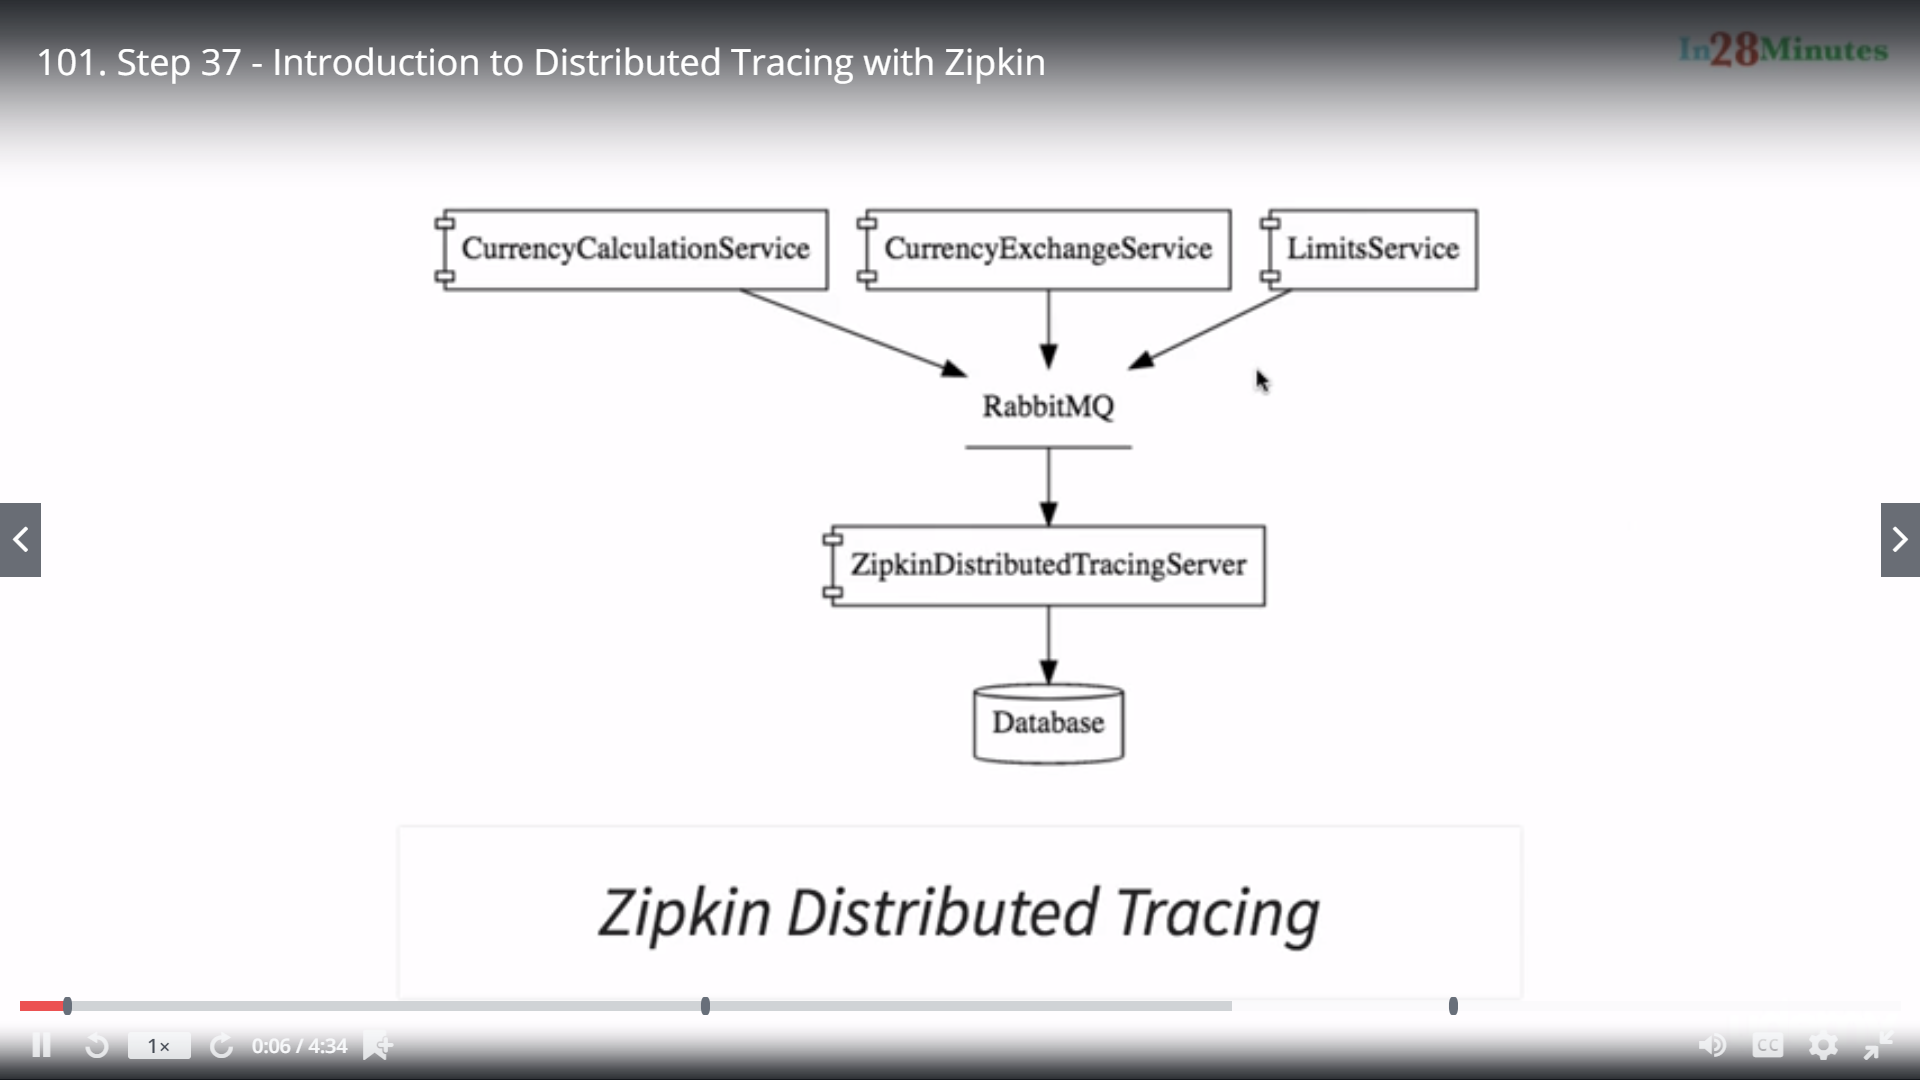 101. Step 37 - Introduction to Distributed Tracing with Zipkin
In28Minutes
CurrencyCalculationService
CurrencyExchangeService
LimitsService
RabbitMQ
ZipkinDistributedTracingServer
Database
Zipkin Distributed Tracing
1×
0:06 / 4:34
CC